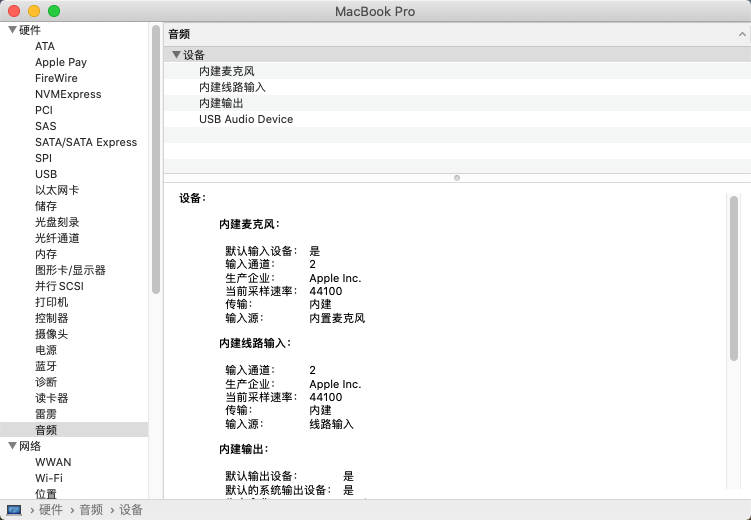 MacBook Pro
硬件
ATA
Apple Pay
FireWire
NVMExpress
PCI
SAS
SATA/SATA Express
SPI
USB
以太网卡
储存
光盘刻录
光纤通道
内存
图形卡/显示器
并行 SCSI
打印机
控制器
摄像头
电源
蓝牙
诊断
读卡器
雷雳
音频
网络
WWAN
Wi-Fi
位置
音频
设备
内建麦克风
内建线路输入
内建输出
USB Audio Device
设备:
内建麦克风:
默认输入设备: 是
输入通道: 2
生产企业: Apple Inc.
当前采样速率: 44100
传输: 内建
输入源: 内置麦克风
内建线路输入:
输入通道: 2
生产企业: Apple Inc.
当前采样速率: 44100
传输: 内建
输入源: 线路输入
内建输出:
默认输出设备: 是
默认的系统输出设备: 是
硬件 › 音频 › 设备